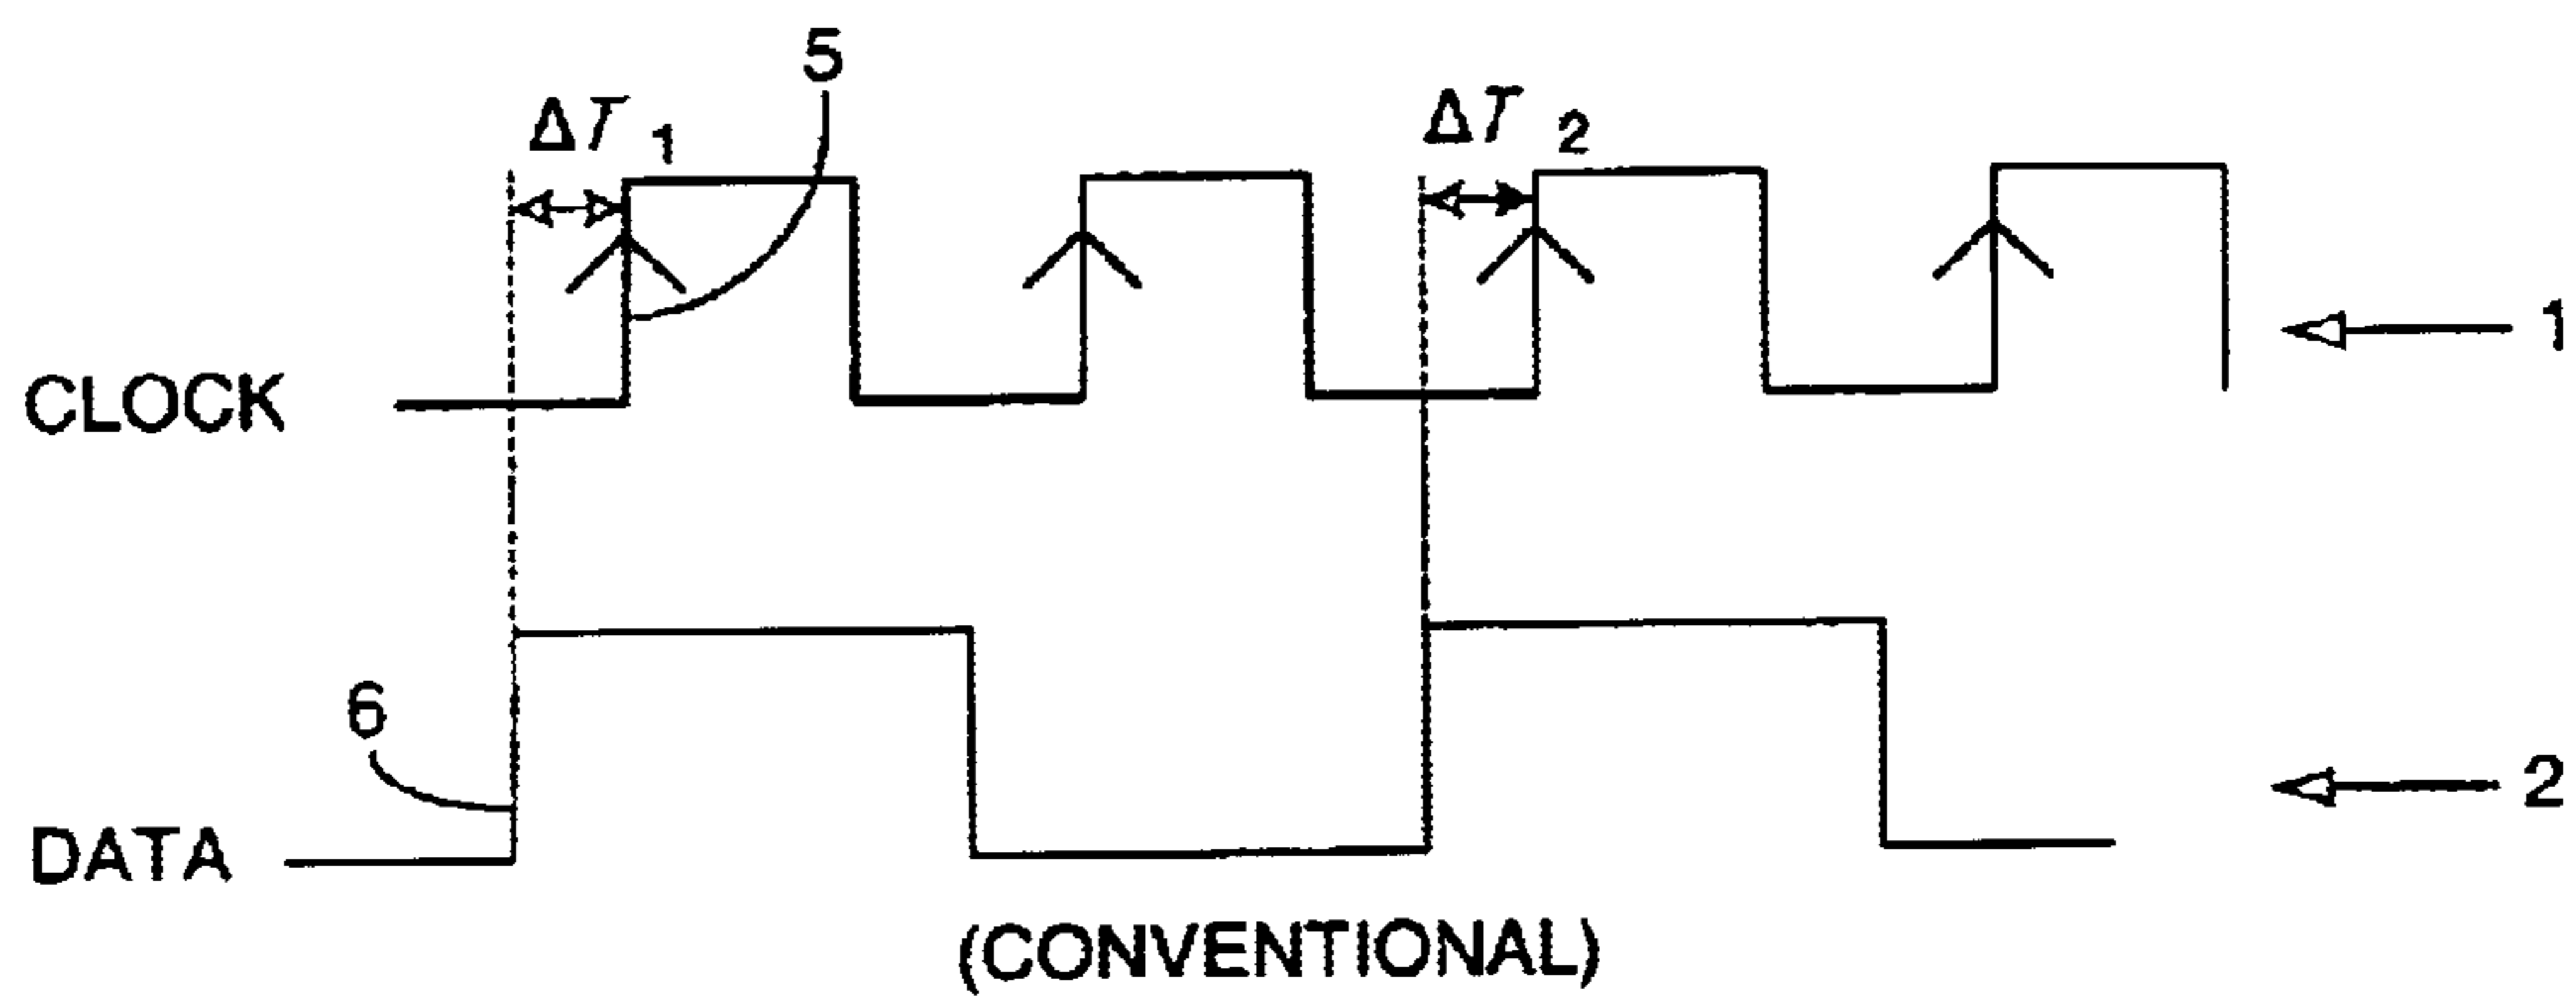 5
ΔT 1
ΔT 2
CLOCK
1
6
DATA
2
(CONVENTIONAL)